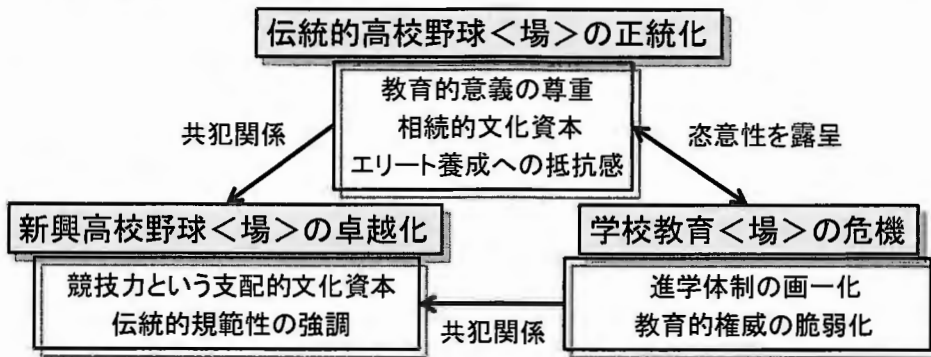 伝統的高校野球＜場＞の正統化
教育的意義の尊重
相続的文化資本
エリート養成への抵抗感
共犯関係
恣意性を露呈
新興高校野球＜場＞の卓越化
競技力という支配的文化資本
伝統的規範性の強調
学校教育＜場＞の危機
進学体制の画一化
教育的権威の脆弱化
共犯関係